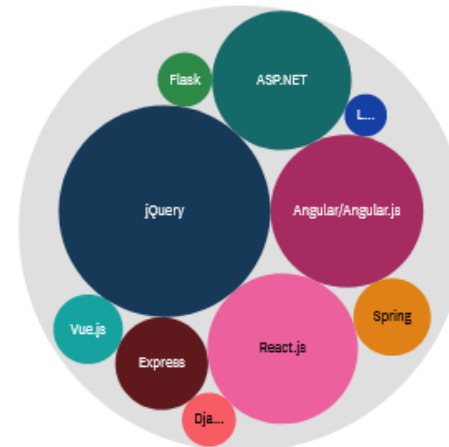 Flask
ASP.NET
L...
jQuery
Angular/Angular.js
Vue.js
Express
React.js
Spring
Dja...